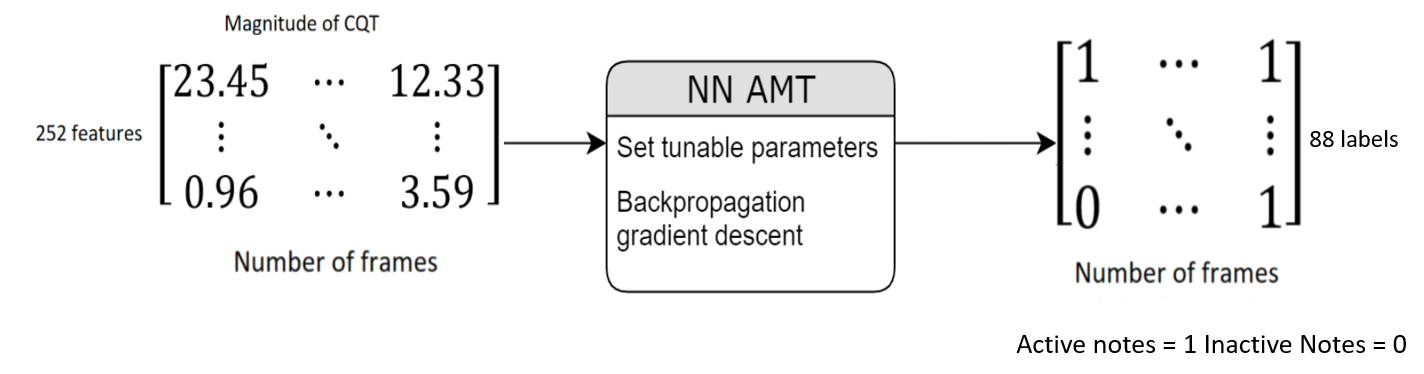 Magnitude of CQT
252 features
23.45 ⋯ 12.33
⋮ ⋱ ⋮
0.96 ⋯ 3.59
Number of frames
NN AMT
Set tunable parameters
Backpropagation
gradient descent
1 ⋯ 1
⋮ ⋱ ⋮
0 ⋯ 1
88 labels
Number of frames
Active notes = 1 Inactive Notes = 0